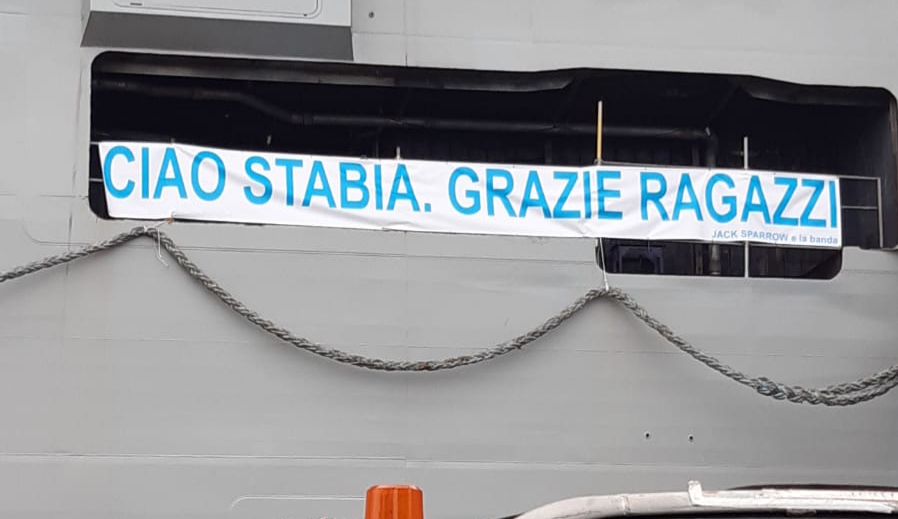 CIAO STABIA. GRAZIE RAGAZZI
JACK SPARROW e la banda